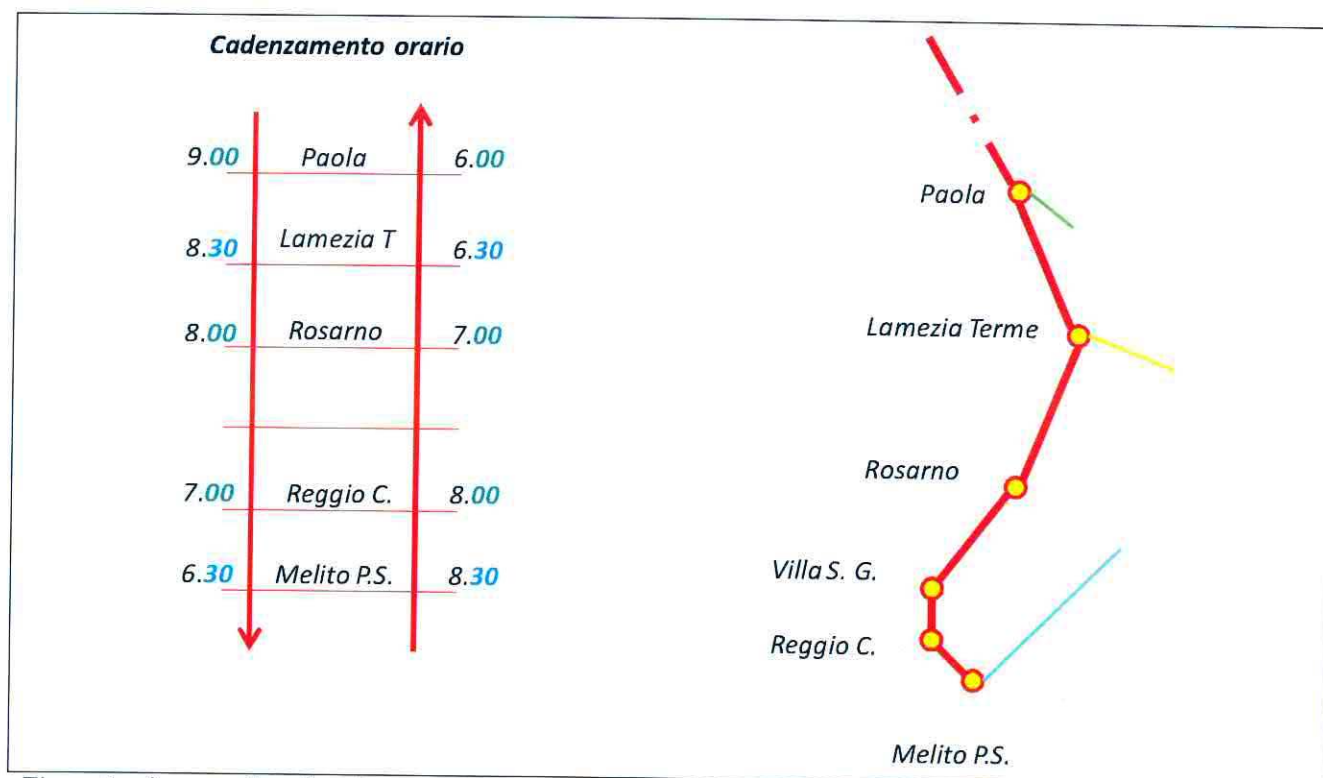 Cadenzamento orario
9.00 Paola 6.00
8.30 Lamezia T 6.30
8.00 Rosarno 7.00
7.00 Reggio C. 8.00
6.30 Melito P.S. 8.30
Paola
Lamezia Terme
Rosarno
Villa S. G.
Reggio C.
Melito P.S.